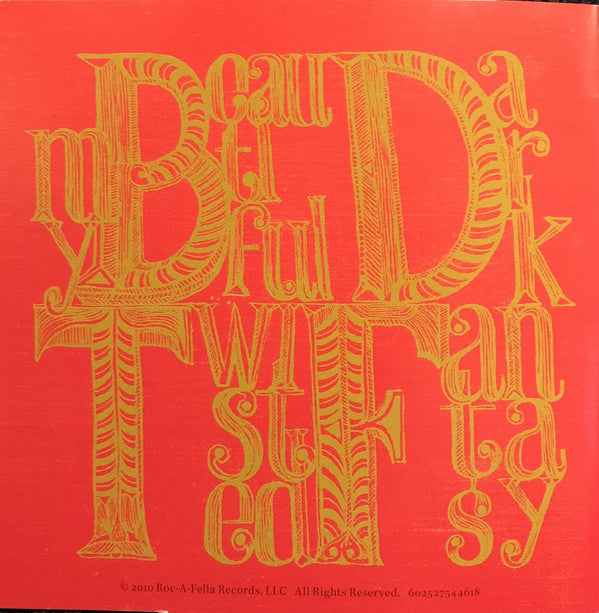 my Beautiful Dark
Twisted Fantasy
© 2010 Roc-A-Fella Records, LLC All Rights Reserved. 602527544618